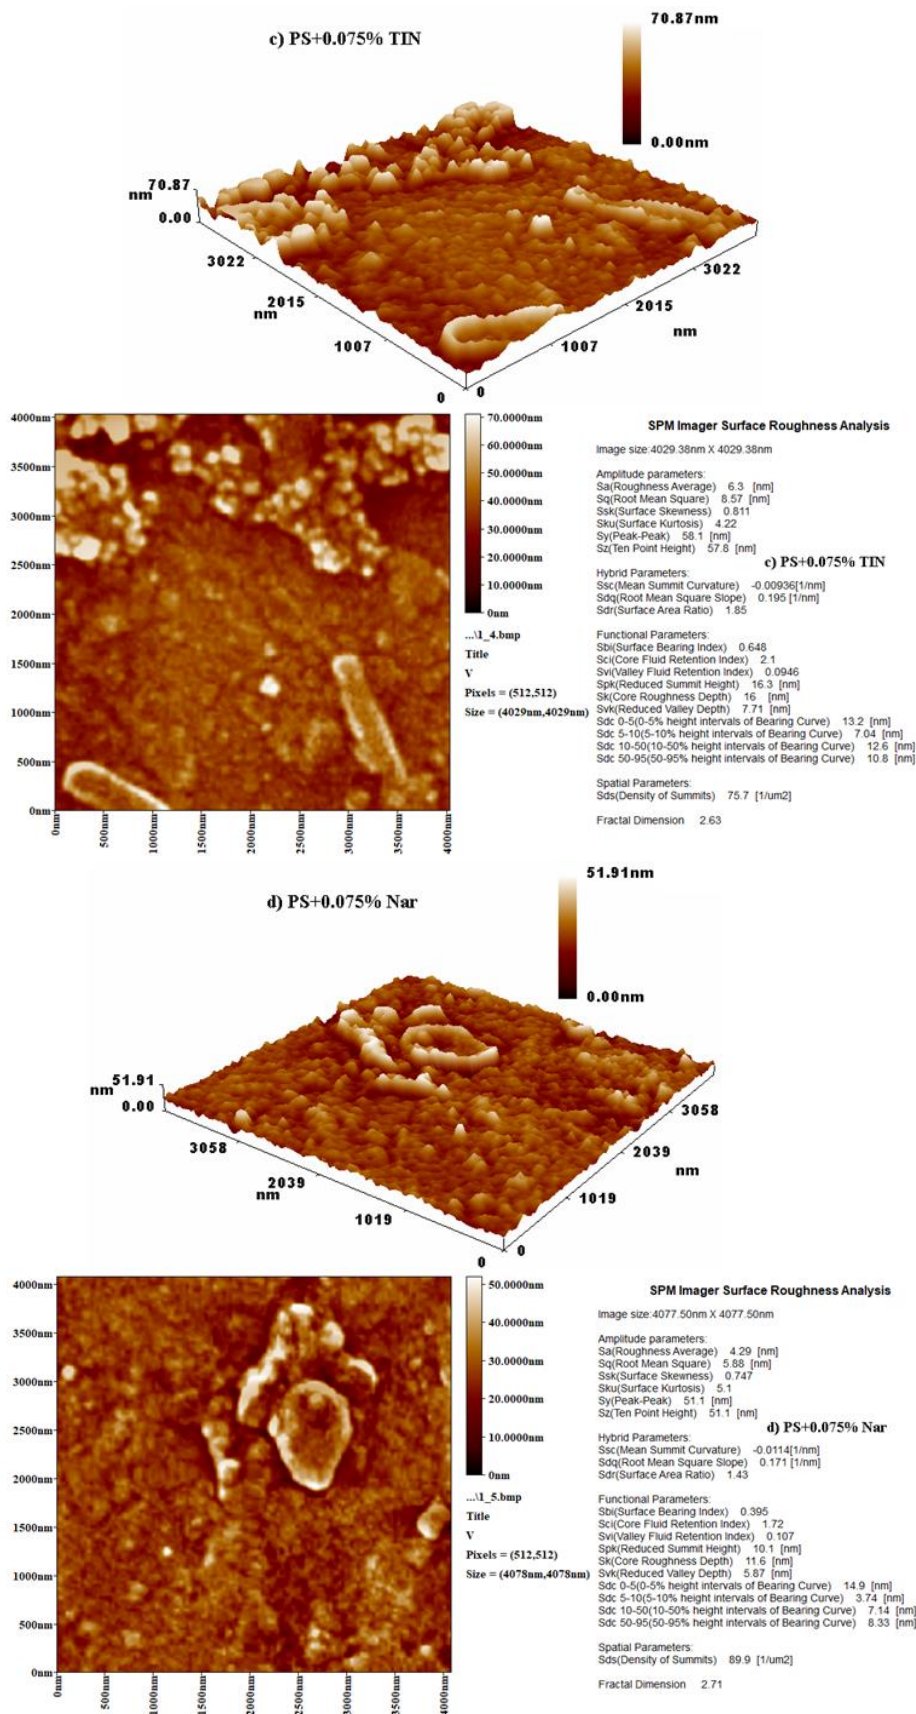 c) PS+0.075% TIN
70.87nm
0.00nm
70.87
nm
0.00
3022
2015
nm
1007
0
0
1007
2015
nm
3022
4000nm
3500nm
3000nm
2500nm
2000nm
1500nm
1000nm
500nm
0nm
0nm
500nm
1000nm
1500nm
2000nm
2500nm
3000nm
3500nm
4000nm
70.0000nm
60.0000nm
50.0000nm
40.0000nm
30.0000nm
20.0000nm
10.0000nm
0nm
...\1_4.bmp
Title
V
Pixels = (512,512)
Size = (4029nm,4029nm)
SPM Imager Surface Roughness Analysis
Image size:4029.38nm X 4029.38nm
Amplitude parameters:
Sa(Roughness Average) 6.3 [nm]
Sq(Root Mean Square) 8.57 [nm]
Ssk(Surface Skewness) 0.811
Sku(Surface Kurtosis) 4.22
Sy(Peak-Peak) 58.1 [nm]
Sz(Ten Point Height) 57.8 [nm]
c) PS+0.075% TIN
Hybrid Parameters:
Ssc(Mean Summit Curvature) -0.00936[1/nm]
Sdq(Root Mean Square Slope) 0.195 [1/nm]
Sdr(Surface Area Ratio) 1.85
Functional Parameters:
Sbi(Surface Bearing Index) 0.648
Sci(Core Fluid Retention Index) 2.1
Svi(Valley Fluid Retention Index) 0.0946
Spk(Reduced Summit Height) 16.3 [nm]
Sk(Core Roughness Depth) 16 [nm]
Svk(Reduced Valley Depth) 7.71 [nm]
Sdc 0-5(0-5% height intervals of Bearing Curve) 13.2 [nm]
Sdc 5-10(5-10% height intervals of Bearing Curve) 7.04 [nm]
Sdc 10-50(10-50% height intervals of Bearing Curve) 12.6 [nm]
Sdc 50-95(50-95% height intervals of Bearing Curve) 10.8 [nm]
Spatial Parameters:
Sds(Density of Summits) 75.7 [1/um2]
Fractal Dimension 2.63
d) PS+0.075% Nar
51.91nm
0.00nm
51.91
nm
0.00
3058
2039
nm
1019
0
0
1019
2039
nm
3058
4000nm
3500nm
3000nm
2500nm
2000nm
1500nm
1000nm
500nm
0nm
0nm
500nm
1000nm
1500nm
2000nm
2500nm
3000nm
3500nm
4000nm
50.0000nm
40.0000nm
30.0000nm
20.0000nm
10.0000nm
0nm
...\1_5.bmp
Title
V
Pixels = (512,512)
Size = (4078nm,4078nm)
SPM Imager Surface Roughness Analysis
Image size:4077.50nm X 4077.50nm
Amplitude parameters:
Sa(Roughness Average) 4.29 [nm]
Sq(Root Mean Square) 5.88 [nm]
Ssk(Surface Skewness) 0.747
Sku(Surface Kurtosis) 5.1
Sy(Peak-Peak) 51.1 [nm]
Sz(Ten Point Height) 51.1 [nm]
d) PS+0.075% Nar
Hybrid Parameters:
Ssc(Mean Summit Curvature) -0.0114[1/nm]
Sdq(Root Mean Square Slope) 0.171 [1/nm]
Sdr(Surface Area Ratio) 1.43
Functional Parameters:
Sbi(Surface Bearing Index) 0.395
Sci(Core Fluid Retention Index) 1.72
Svi(Valley Fluid Retention Index) 0.107
Spk(Reduced Summit Height) 10.1 [nm]
Sk(Core Roughness Depth) 11.6 [nm]
Svk(Reduced Valley Depth) 5.87 [nm]
Sdc 0-5(0-5% height intervals of Bearing Curve) 14.9 [nm]
Sdc 5-10(5-10% height intervals of Bearing Curve) 3.74 [nm]
Sdc 10-50(10-50% height intervals of Bearing Curve) 7.14 [nm]
Sdc 50-95(50-95% height intervals of Bearing Curve) 8.33 [nm]
Spatial Parameters:
Sds(Density of Summits) 89.9 [1/um2]
Fractal Dimension 2.71